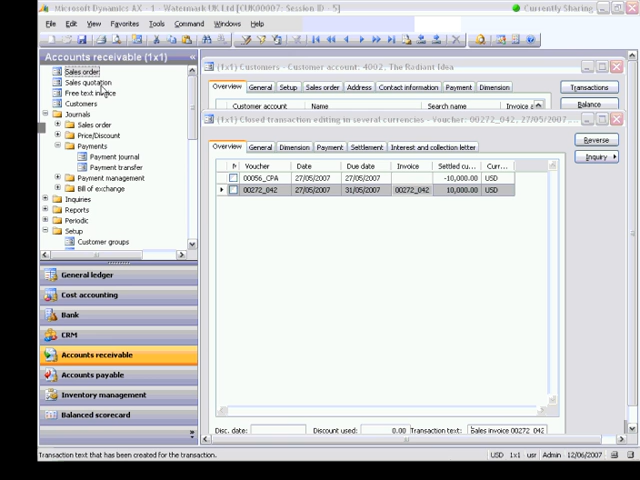 Microsoft Dynamics AX - 1 - Watermark UK Ltd [CUK00007: Session ID - 5]
Currently Sharing
File Edit View Favorites Tools Command Windows Help
Accounts receivable (1x1)
Sales order
Sales quotation
Free text invoice
Customers
Journals
Sales order
Price/Discount
Payments
Payment journal
Payment transfer
Payment management
Bill of exchange
Inquiries
Reports
Periodic
Setup
Customer groups
General ledger
Cost accounting
Bank
CRM
Accounts receivable
Accounts payable
Inventory management
Balanced scorecard
(1x1) Customers - Customer account: 4002, The Radiant Idea
Overview General Setup Sales order Address Contact information Payment Dimension
Transactions
Balance
Customer account Name Search name Invoice a
(1x1) Closed transaction editing in several currencies - Voucher: 00272_042, 27/05/2007 ...
Overview General Dimension Payment Settlement Interest and collection letter
Reverse
Inquiry
Voucher Date Due date Invoice Settled cu... Curr...
00056_CPA 27/05/2007 27/05/2007 -10,000.00 USD
00272_042 27/05/2007 31/05/2007 00272_042 10,000.00 USD
Disc. date: Discount used: 0.00 Transaction text: Sales invoice 00272_042
Transaction text that has been created for the transaction.
USD 1x1 usr Admin 12/06/2007